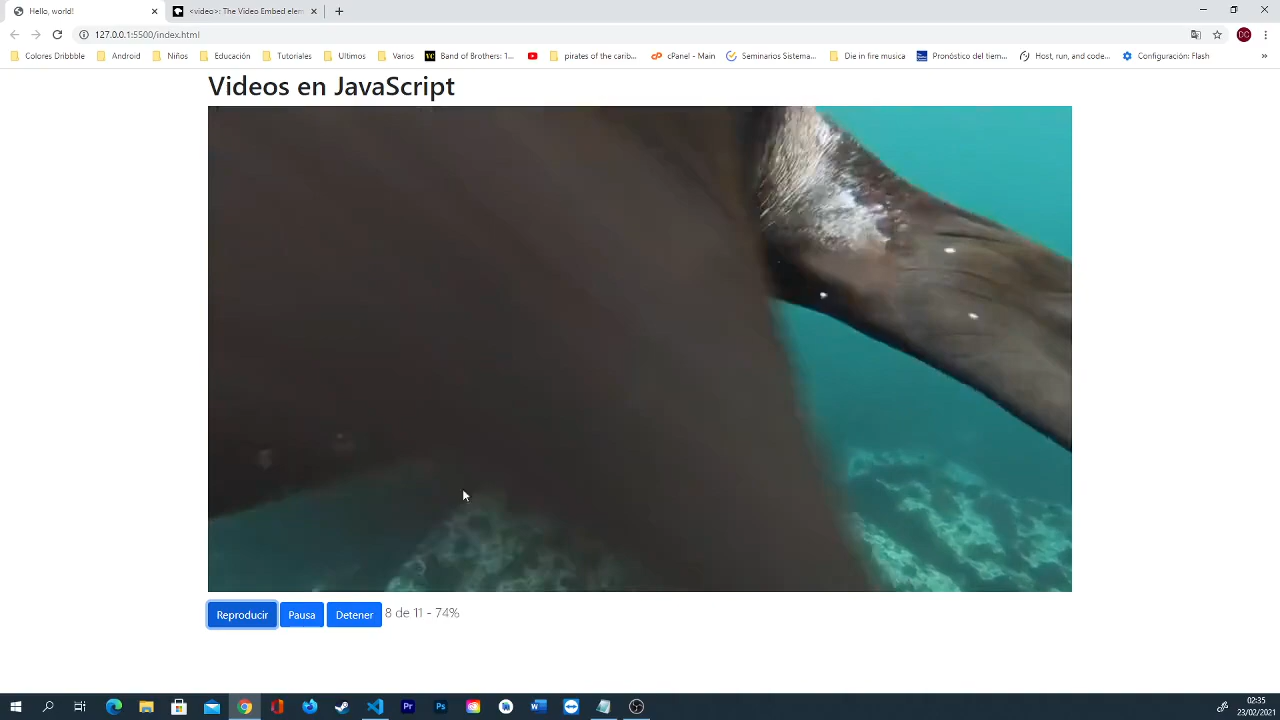 Hello, world!
<video>: The Video Embed elem
127.0.0.1:5500/index.html
Colores Dribbble
Android
Niños
Educación
Tutoriales
Ultimos
Varios
Band of Brothers: 1...
pirates of the carib...
cPanel - Main
Seminarios Sistema...
Die in fire musica
Pronóstico del tiem...
Host, run, and code...
Configuración: Flash
»
Videos en JavaScript
Reproducir
Pausa
Detener
8 de 11 - 74%
02:35
23/02/2021